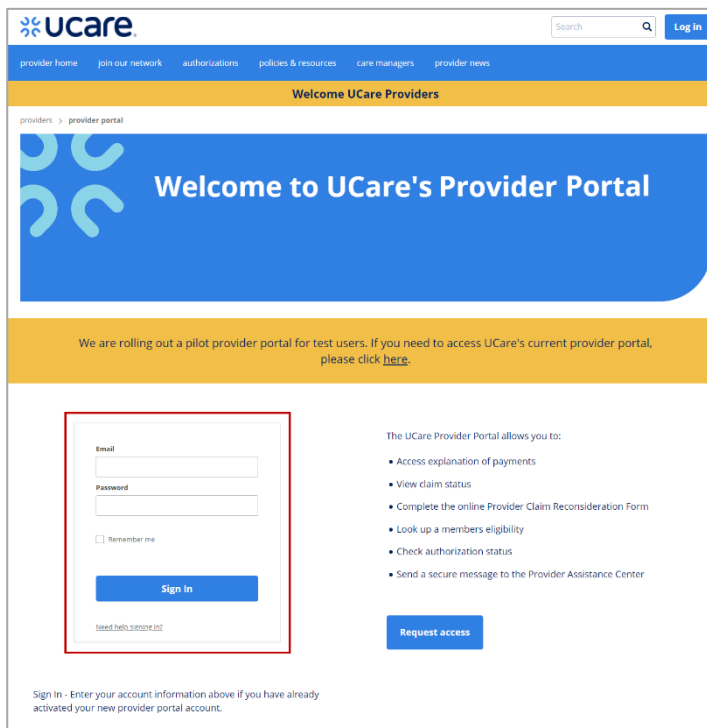 ucare.
Search
Log in
provider home join our network authorizations policies & resources care managers provider news
Welcome UCare Providers
providers > provider portal
Welcome to UCare's Provider Portal
We are rolling out a pilot provider portal for test users. If you need to access UCare's current provider portal,
please click here.
Email
Password
Remember me
Sign In
Need help signing in?
The UCare Provider Portal allows you to:
• Access explanation of payments
• View claim status
• Complete the online Provider Claim Reconsideration Form
• Look up a members eligibility
• Check authorization status
• Send a secure message to the Provider Assistance Center
Request access
Sign In - Enter your account information above if you have already
activated your new provider portal account.